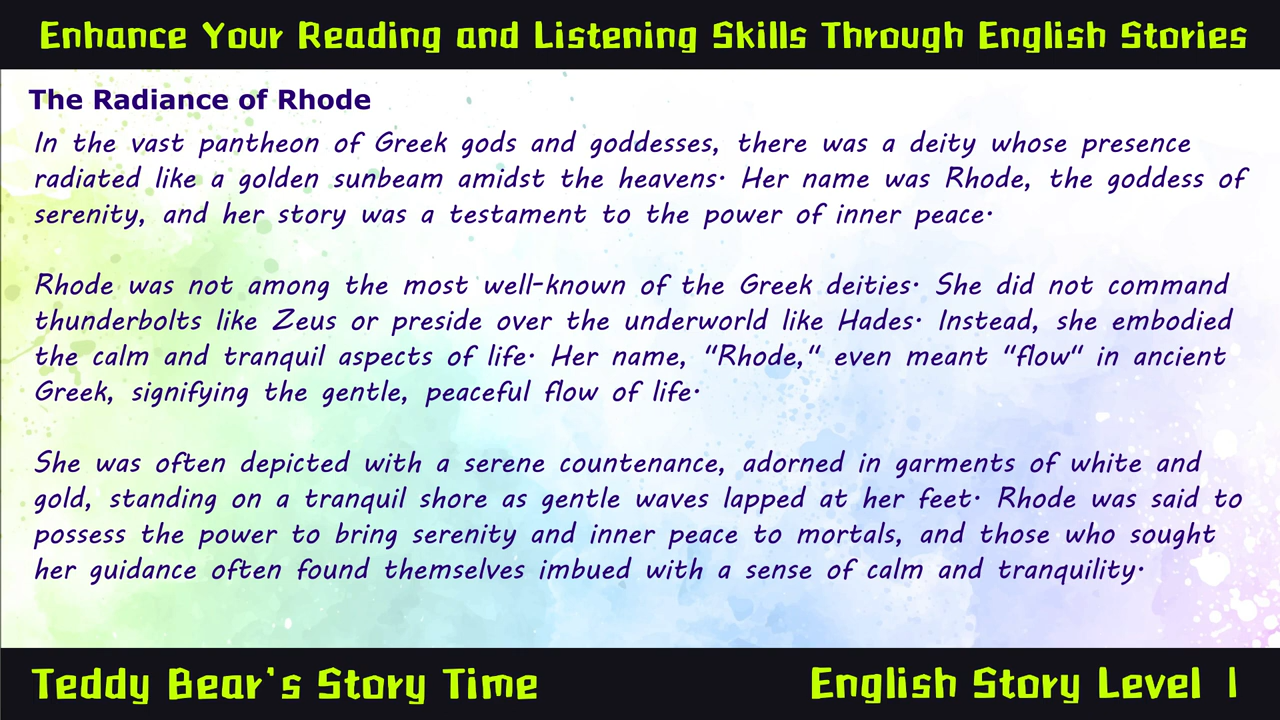 Enhance Your Reading and Listening Skills Through English Stories
The Radiance of Rhode
In the vast pantheon of Greek gods and goddesses, there was a deity whose presence
radiated like a golden sunbeam amidst the heavens. Her name was Rhode, the goddess of
serenity, and her story was a testament to the power of inner peace.
Rhode was not among the most well-known of the Greek deities. She did not command
thunderbolts like Zeus or preside over the underworld like Hades. Instead, she embodied
the calm and tranquil aspects of life. Her name, "Rhode," even meant "flow" in ancient
Greek, signifying the gentle, peaceful flow of life.
She was often depicted with a serene countenance, adorned in garments of white and
gold, standing on a tranquil shore as gentle waves lapped at her feet. Rhode was said to
possess the power to bring serenity and inner peace to mortals, and those who sought
her guidance often found themselves imbued with a sense of calm and tranquility.
Teddy Bear's Story Time
English Story Level 1